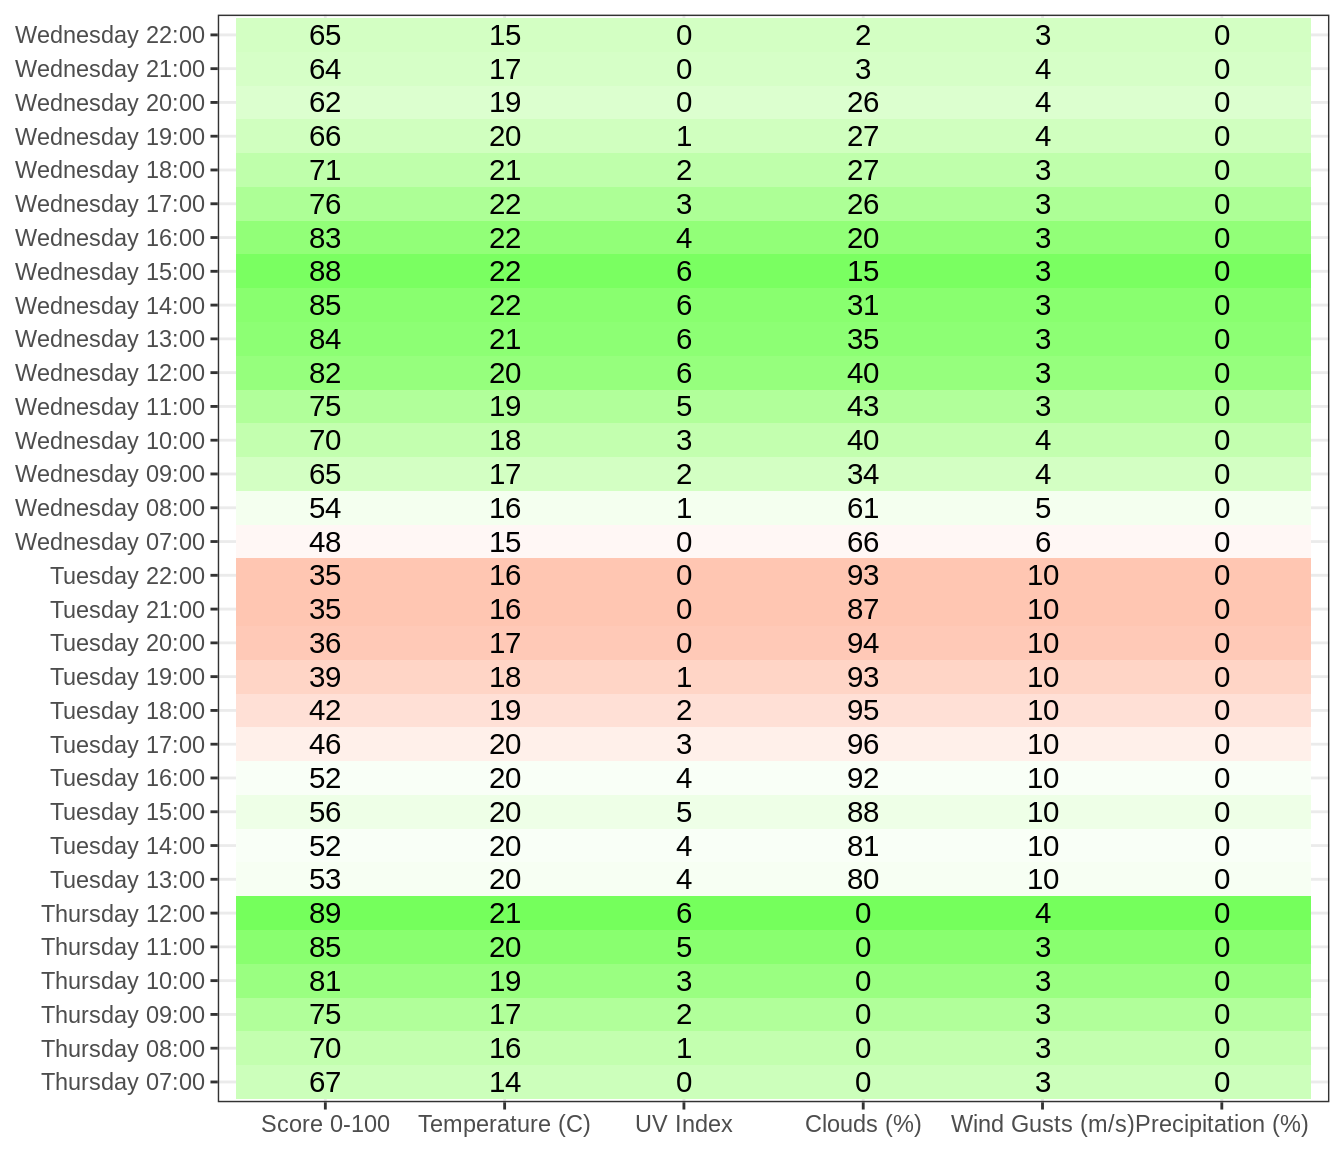 Wednesday 22:00 65 15 0 2 3 0
Wednesday 21:00 64 17 0 3 4 0
Wednesday 20:00 62 19 0 26 4 0
Wednesday 19:00 66 20 1 27 4 0
Wednesday 18:00 71 21 2 27 3 0
Wednesday 17:00 76 22 3 26 3 0
Wednesday 16:00 83 22 4 20 3 0
Wednesday 15:00 88 22 6 15 3 0
Wednesday 14:00 85 22 6 31 3 0
Wednesday 13:00 84 21 6 35 3 0
Wednesday 12:00 82 20 6 40 3 0
Wednesday 11:00 75 19 5 43 3 0
Wednesday 10:00 70 18 3 40 4 0
Wednesday 09:00 65 17 2 34 4 0
Wednesday 08:00 54 16 1 61 5 0
Wednesday 07:00 48 15 0 66 6 0
Tuesday 22:00 35 16 0 93 10 0
Tuesday 21:00 35 16 0 87 10 0
Tuesday 20:00 36 17 0 94 10 0
Tuesday 19:00 39 18 1 93 10 0
Tuesday 18:00 42 19 2 95 10 0
Tuesday 17:00 46 20 3 96 10 0
Tuesday 16:00 52 20 4 92 10 0
Tuesday 15:00 56 20 5 88 10 0
Tuesday 14:00 52 20 4 81 10 0
Tuesday 13:00 53 20 4 80 10 0
Thursday 12:00 89 21 6 0 4 0
Thursday 11:00 85 20 5 0 3 0
Thursday 10:00 81 19 3 0 3 0
Thursday 09:00 75 17 2 0 3 0
Thursday 08:00 70 16 1 0 3 0
Thursday 07:00 67 14 0 0 3 0
Score 0-100 Temperature (C) UV Index Clouds (%) Wind Gusts (m/s) Precipitation (%)